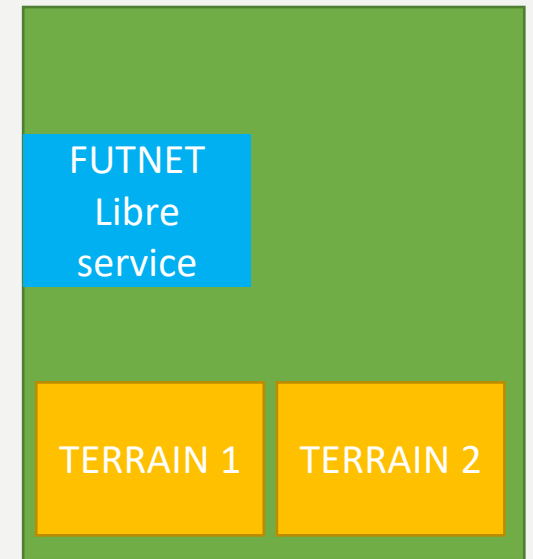 FUTNET
Libre
service
TERRAIN 1
TERRAIN 2